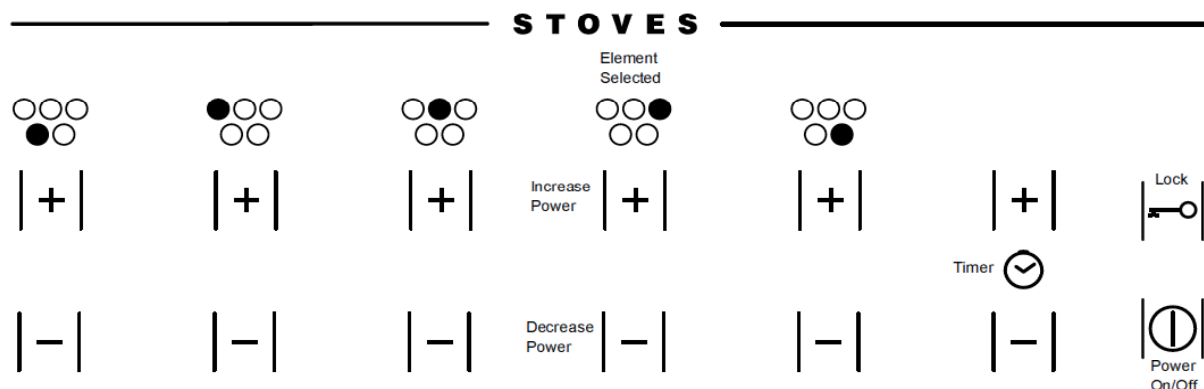 STOVES
Element
Selected
Increase
Power
Lock
Timer
Decrease
Power
Power
On/Off